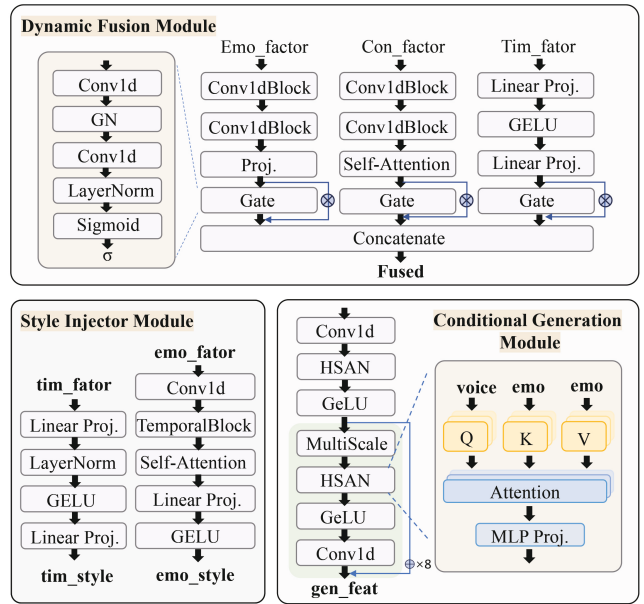 Dynamic Fusion Module
Conv1d
GN
Conv1d
LayerNorm
Sigmoid
σ
Emo_factor
Conv1dBlock
Conv1dBlock
Proj.
Gate
Con_factor
Conv1dBlock
Conv1dBlock
Self-Attention
Gate
Tim_fator
Linear Proj.
GELU
Linear Proj.
Gate
Concatenate
Fused
Style Injector Module
tim_fator
Linear Proj.
LayerNorm
GELU
Linear Proj.
tim_style
emo_fator
Conv1d
TemporalBlock
Self-Attention
Linear Proj.
GELU
emo_style
Conditional Generation
Module
Conv1d
HSAN
GeLU
MultiScale
HSAN
GeLU
Conv1d
⊕×8
gen_feat
voice emo emo
Q K V
Attention
MLP Proj.